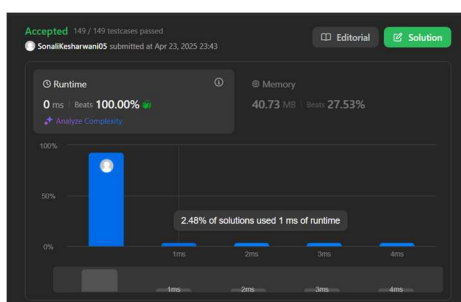 Accepted 149 / 149 testcases passed
SonaliKesharwani05 submitted at Apr 23, 2025 23:43
Editorial
Solution
Runtime
0 ms | Beats 100.00%
Analyze Complexity
Memory
40.73 MB | Beats 27.53%
100%
50%
0%
2.48% of solutions used 1 ms of runtime
1ms 2ms 3ms 4ms
1ms 2ms 3ms 4ms